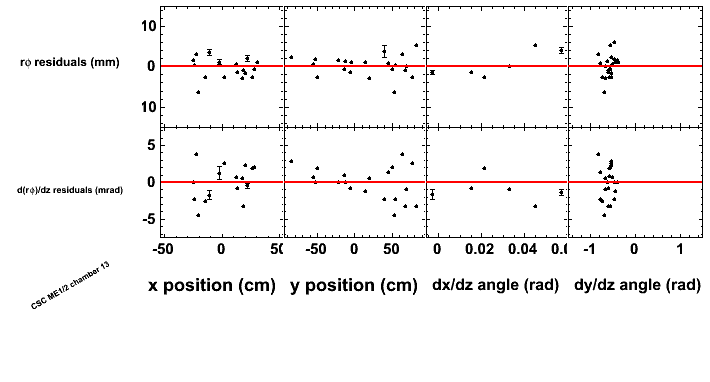 10
rϕ residuals (mm)
0
10
5
d(rϕ)/dz residuals (mrad)
0
-5
-50 0 50 -50 0 50 0 0.02 0.04 0.0 -1 0 1
CSC ME1/2 chamber 13
x position (cm) y position (cm) dx/dz angle (rad) dy/dz angle (rad)